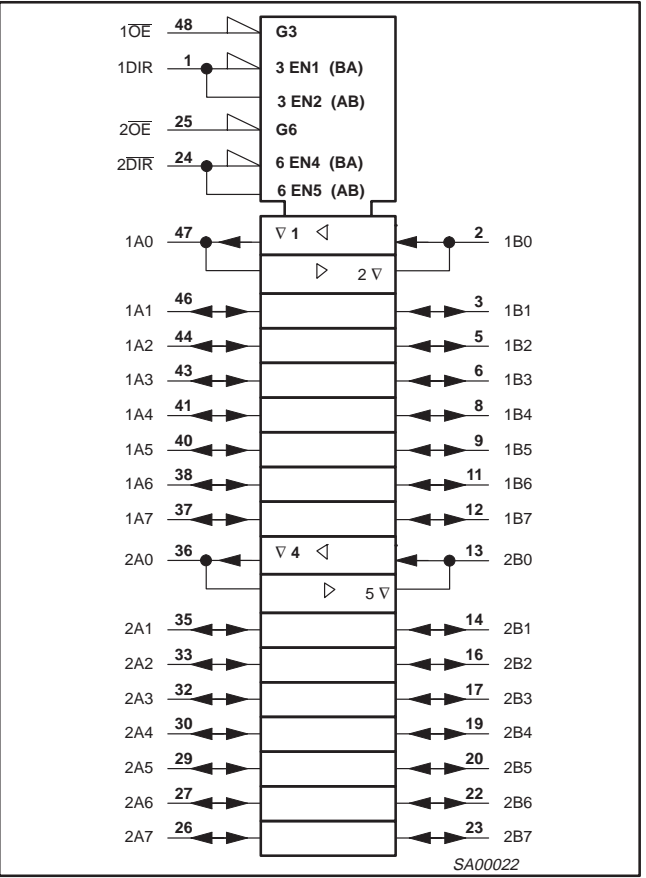 1O̅E̅ 48 G3
1DIR 1 3 EN1 (BA)
3 EN2 (AB)
2O̅E̅ 25 G6
2D̅I̅R̅ 24 6 EN4 (BA)
6 EN5 (AB)
1A0 47 ∇ 1 ◁ 2 1B0
▷ 2 ∇
1A1 46 3 1B1
1A2 44 5 1B2
1A3 43 6 1B3
1A4 41 8 1B4
1A5 40 9 1B5
1A6 38 11 1B6
1A7 37 12 1B7
2A0 36 ∇ 4 ◁ 13 2B0
▷ 5 ∇
2A1 35 14 2B1
2A2 33 16 2B2
2A3 32 17 2B3
2A4 30 19 2B4
2A5 29 20 2B5
2A6 27 22 2B6
2A7 26 23 2B7
SA00022